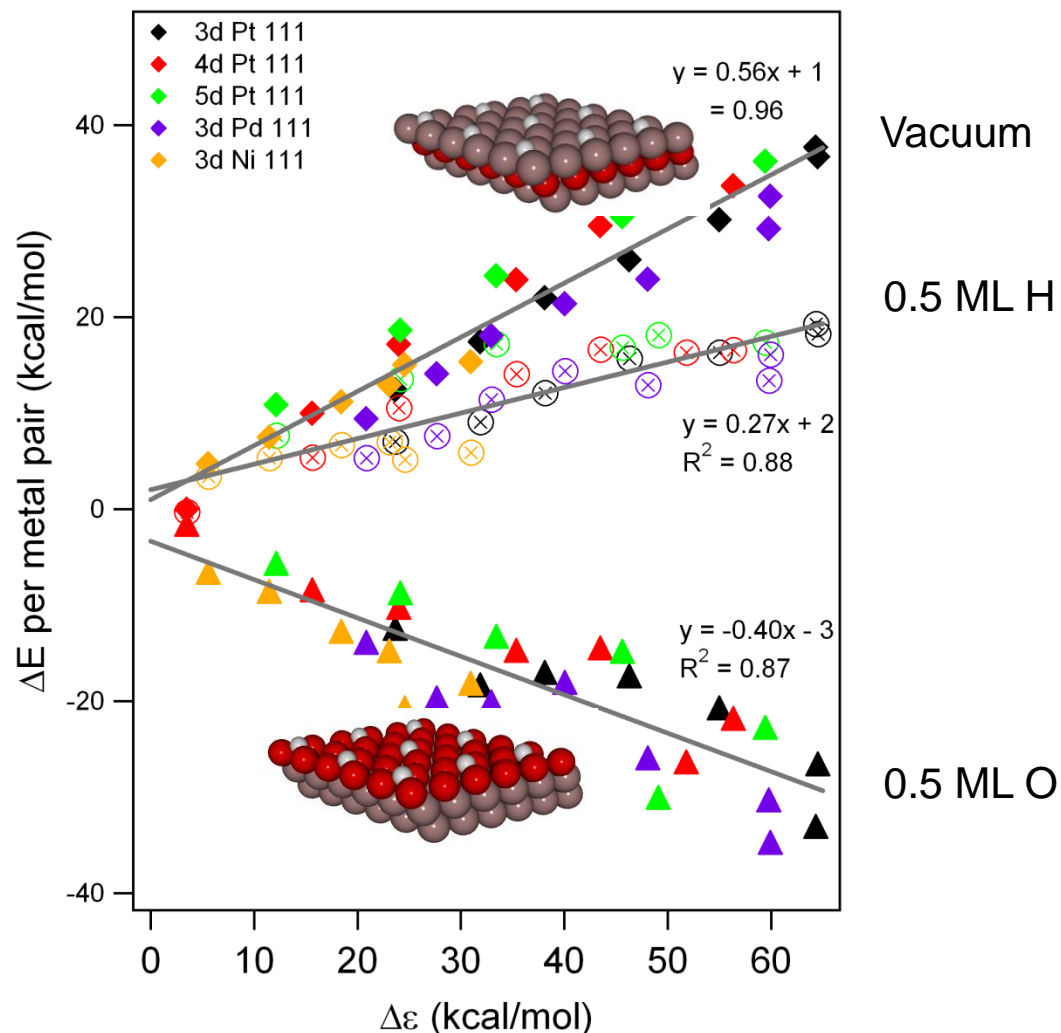 3d Pt 111
4d Pt 111
5d Pt 111
3d Pd 111
3d Ni 111
y = 0.56x + 1
= 0.96
Vacuum
0.5 ML H
y = 0.27x + 2
R² = 0.88
y = -0.40x - 3
R² = 0.87
0.5 ML O
ΔE per metal pair (kcal/mol)
40
20
0
-20
-40
0 10 20 30 40 50 60
Δε (kcal/mol)